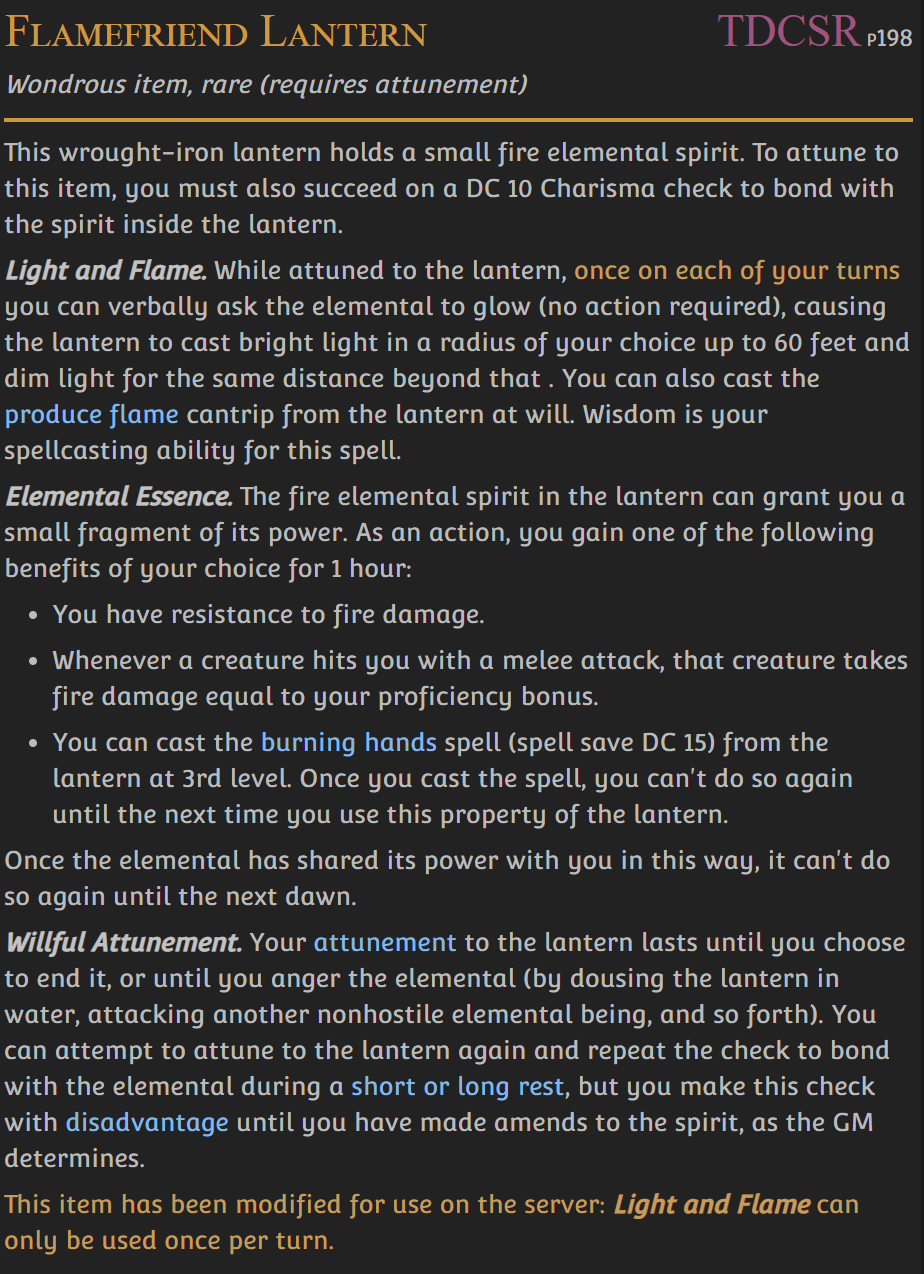 Flamefriend Lantern TDCSR P198
Wondrous item, rare (requires attunement)
This wrought-iron lantern holds a small fire elemental spirit. To attune to
this item, you must also succeed on a DC 10 Charisma check to bond with
the spirit inside the lantern.
Light and Flame. While attuned to the lantern, once on each of your turns
you can verbally ask the elemental to glow (no action required), causing
the lantern to cast bright light in a radius of your choice up to 60 feet and
dim light for the same distance beyond that . You can also cast the
produce flame cantrip from the lantern at will. Wisdom is your
spellcasting ability for this spell.
Elemental Essence. The fire elemental spirit in the lantern can grant you a
small fragment of its power. As an action, you gain one of the following
benefits of your choice for 1 hour:
• You have resistance to fire damage.
• Whenever a creature hits you with a melee attack, that creature takes
fire damage equal to your proficiency bonus.
• You can cast the burning hands spell (spell save DC 15) from the
lantern at 3rd level. Once you cast the spell, you can't do so again
until the next time you use this property of the lantern.
Once the elemental has shared its power with you in this way, it can't do
so again until the next dawn.
Willful Attunement. Your attunement to the lantern lasts until you choose
to end it, or until you anger the elemental (by dousing the lantern in
water, attacking another nonhostile elemental being, and so forth). You
can attempt to attune to the lantern again and repeat the check to bond
with the elemental during a short or long rest, but you make this check
with disadvantage until you have made amends to the spirit, as the GM
determines.
This item has been modified for use on the server: Light and Flame can
only be used once per turn.